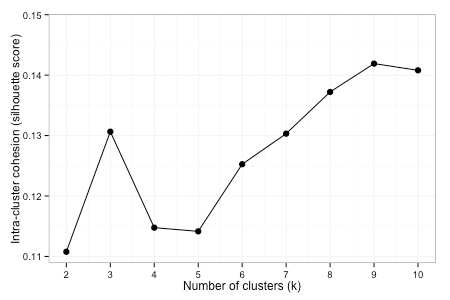 0.15
0.14
0.13
0.12
0.11
Intra-cluster cohesion (silhouette score)
2 3 4 5 6 7 8 9 10
Number of clusters (k)